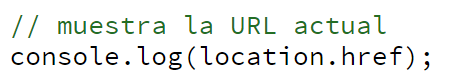 // muestra la URL actual
console.log(location.href);